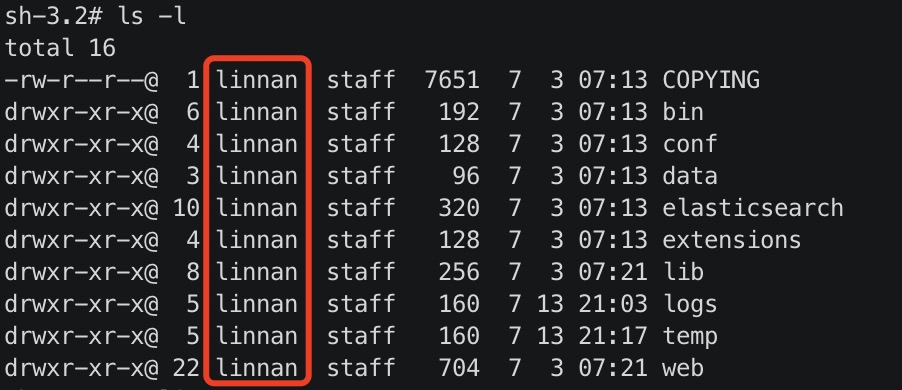 sh-3.2# ls -l
total 16
-rw-r--r--@  1 linnan  staff  7651  7  3 07:13 COPYING
drwxr-xr-x@  6 linnan  staff   192  7  3 07:13 bin
drwxr-xr-x@  4 linnan  staff   128  7  3 07:13 conf
drwxr-xr-x@  3 linnan  staff    96  7  3 07:13 data
drwxr-xr-x@ 10 linnan  staff   320  7  3 07:13 elasticsearch
drwxr-xr-x@  4 linnan  staff   128  7  3 07:13 extensions
drwxr-xr-x@  8 linnan  staff   256  7  3 07:21 lib
drwxr-xr-x@  5 linnan  staff   160  7 13 21:03 logs
drwxr-xr-x@  5 linnan  staff   160  7 13 21:17 temp
drwxr-xr-x@ 22 linnan  staff   704  7  3 07:21 web